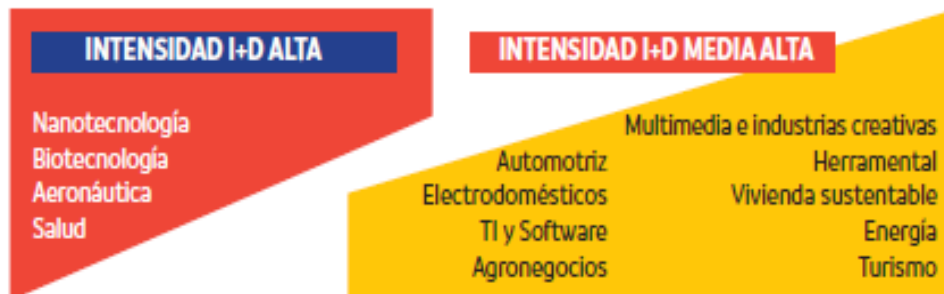 INTENSIDAD I+D ALTA
Nanotecnología
Biotecnología
Aeronáutica
Salud
INTENSIDAD I+D MEDIA ALTA
Multimedia e industrias creativas
Automotriz
Herramental
Electrodomésticos
Vivienda sustentable
TI y Software
Energía
Agronegocios
Turismo